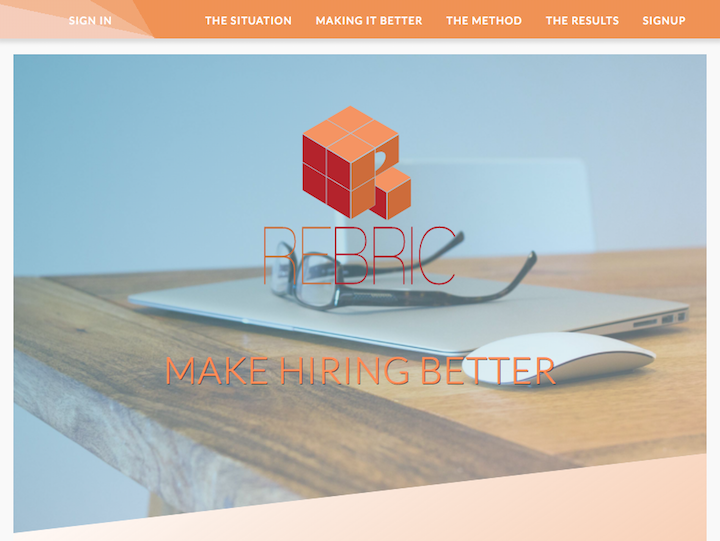 SIGN IN THE SITUATION MAKING IT BETTER THE METHOD THE RESULTS SIGNUP
REBRIC
MAKE HIRING BETTER